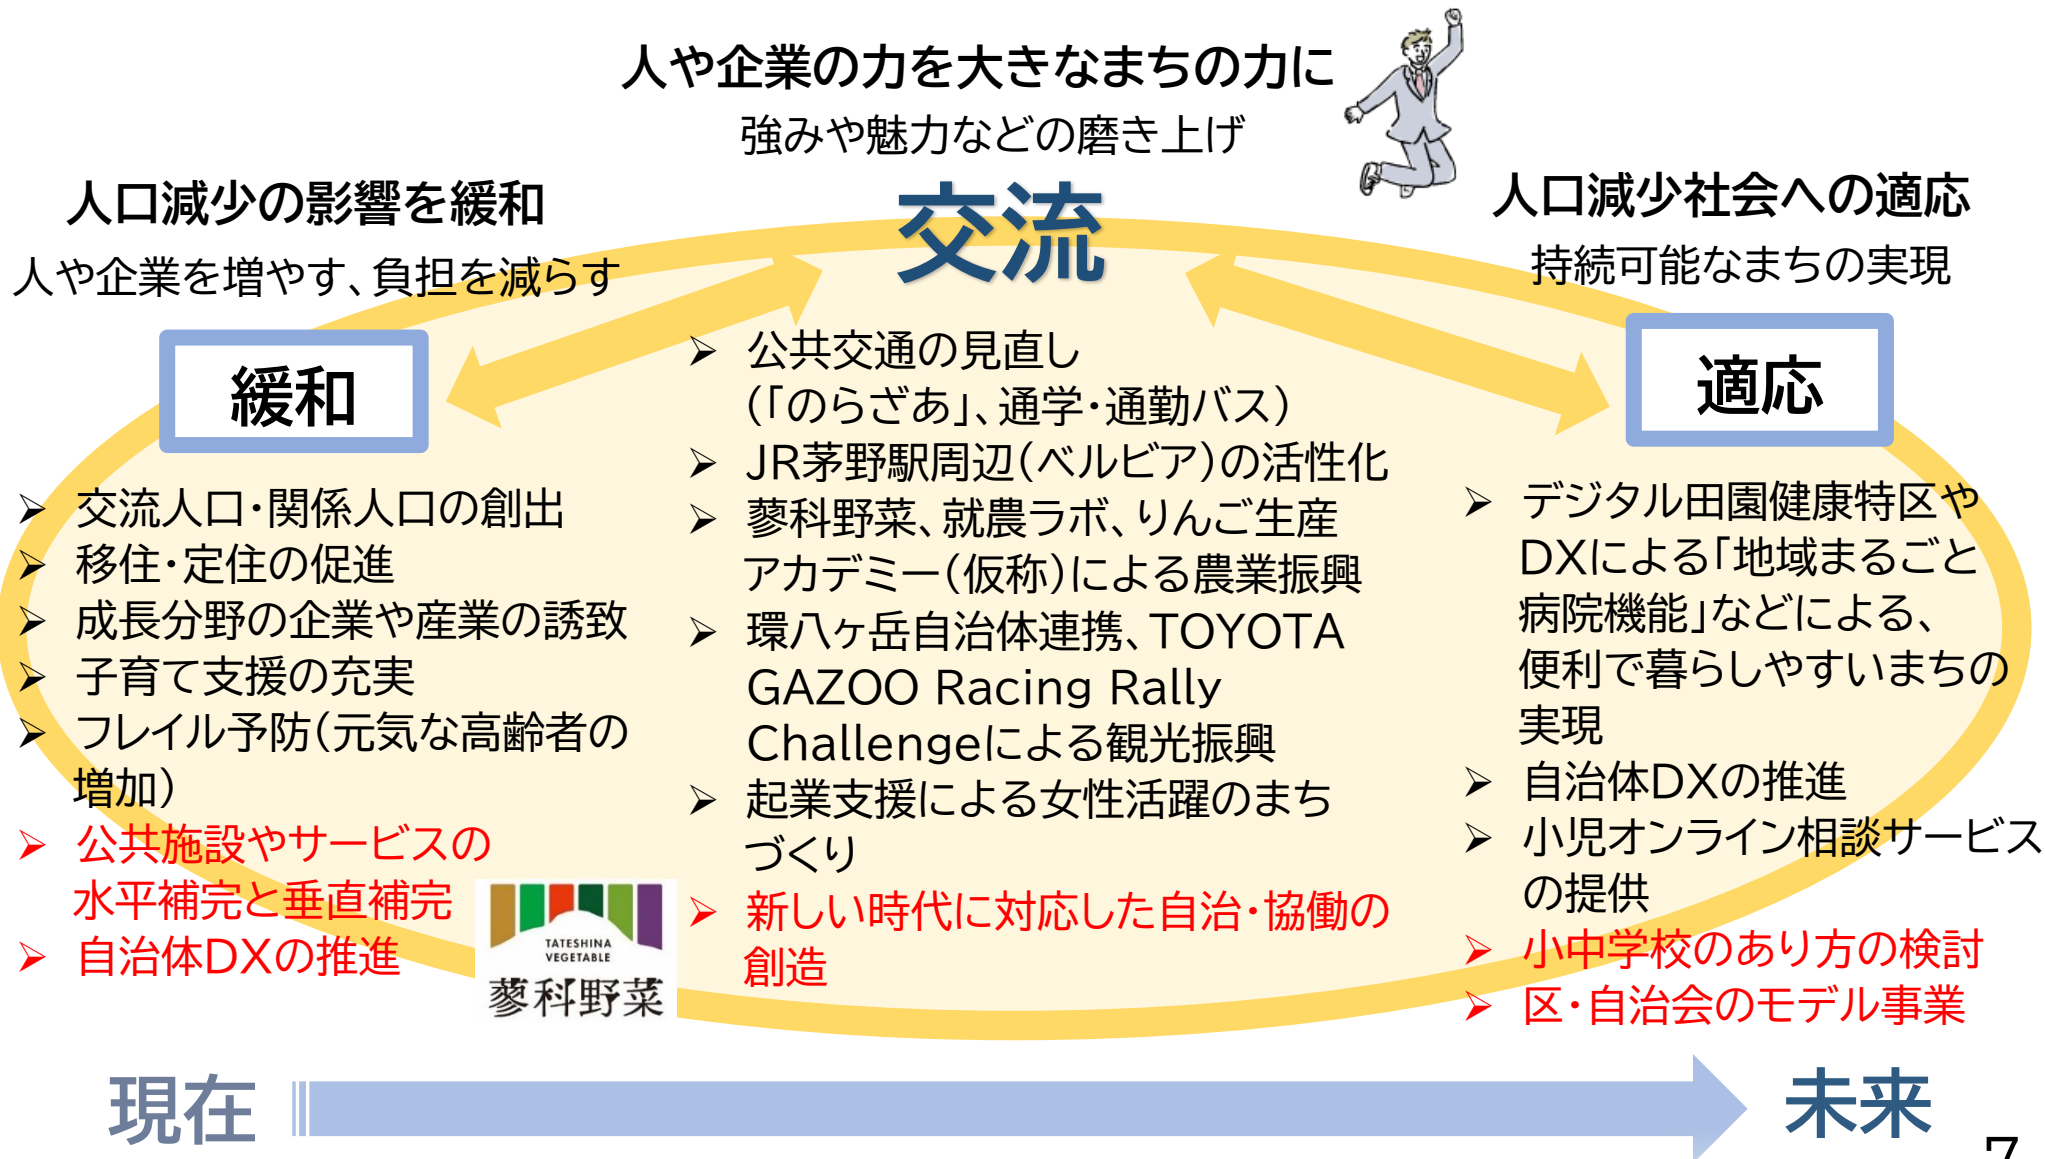 人や企業の力を大きなまちの力に
強みや魅力などの磨き上げ
交流
人口減少の影響を緩和
人や企業を増やす、負担を減らす
緩和
人口減少社会への適応
持続可能なまちの実現
適応
➢ 交流人口・関係人口の創出
➢ 移住・定住の促進
➢ 成長分野の企業や産業の誘致
➢ 子育て支援の充実
➢ フレイル予防(元気な高齢者の
増加)
➢ 公共施設やサービスの
水平補完と垂直補完
➢ 自治体DXの推進
TATESHINA
VEGETABLE
蓼科野菜
➢ 公共交通の見直し
(「のらざあ」、通学・通勤バス)
➢ JR茅野駅周辺(ベルビア)の活性化
➢ 蓼科野菜、就農ラボ、りんご生産
アカデミー(仮称)による農業振興
➢ 環八ヶ岳自治体連携、TOYOTA
GAZOO Racing Rally
Challengeによる観光振興
➢ 起業支援による女性活躍のまち
づくり
➢ 新しい時代に対応した自治・協働の
創造
➢ デジタル田園健康特区や
DXによる「地域まるごと
病院機能」などによる、
便利で暮らしやすいまちの
実現
➢ 自治体DXの推進
➢ 小児オンライン相談サービス
の提供
➢ 小中学校のあり方の検討
➢ 区・自治会のモデル事業
現在
未来
7